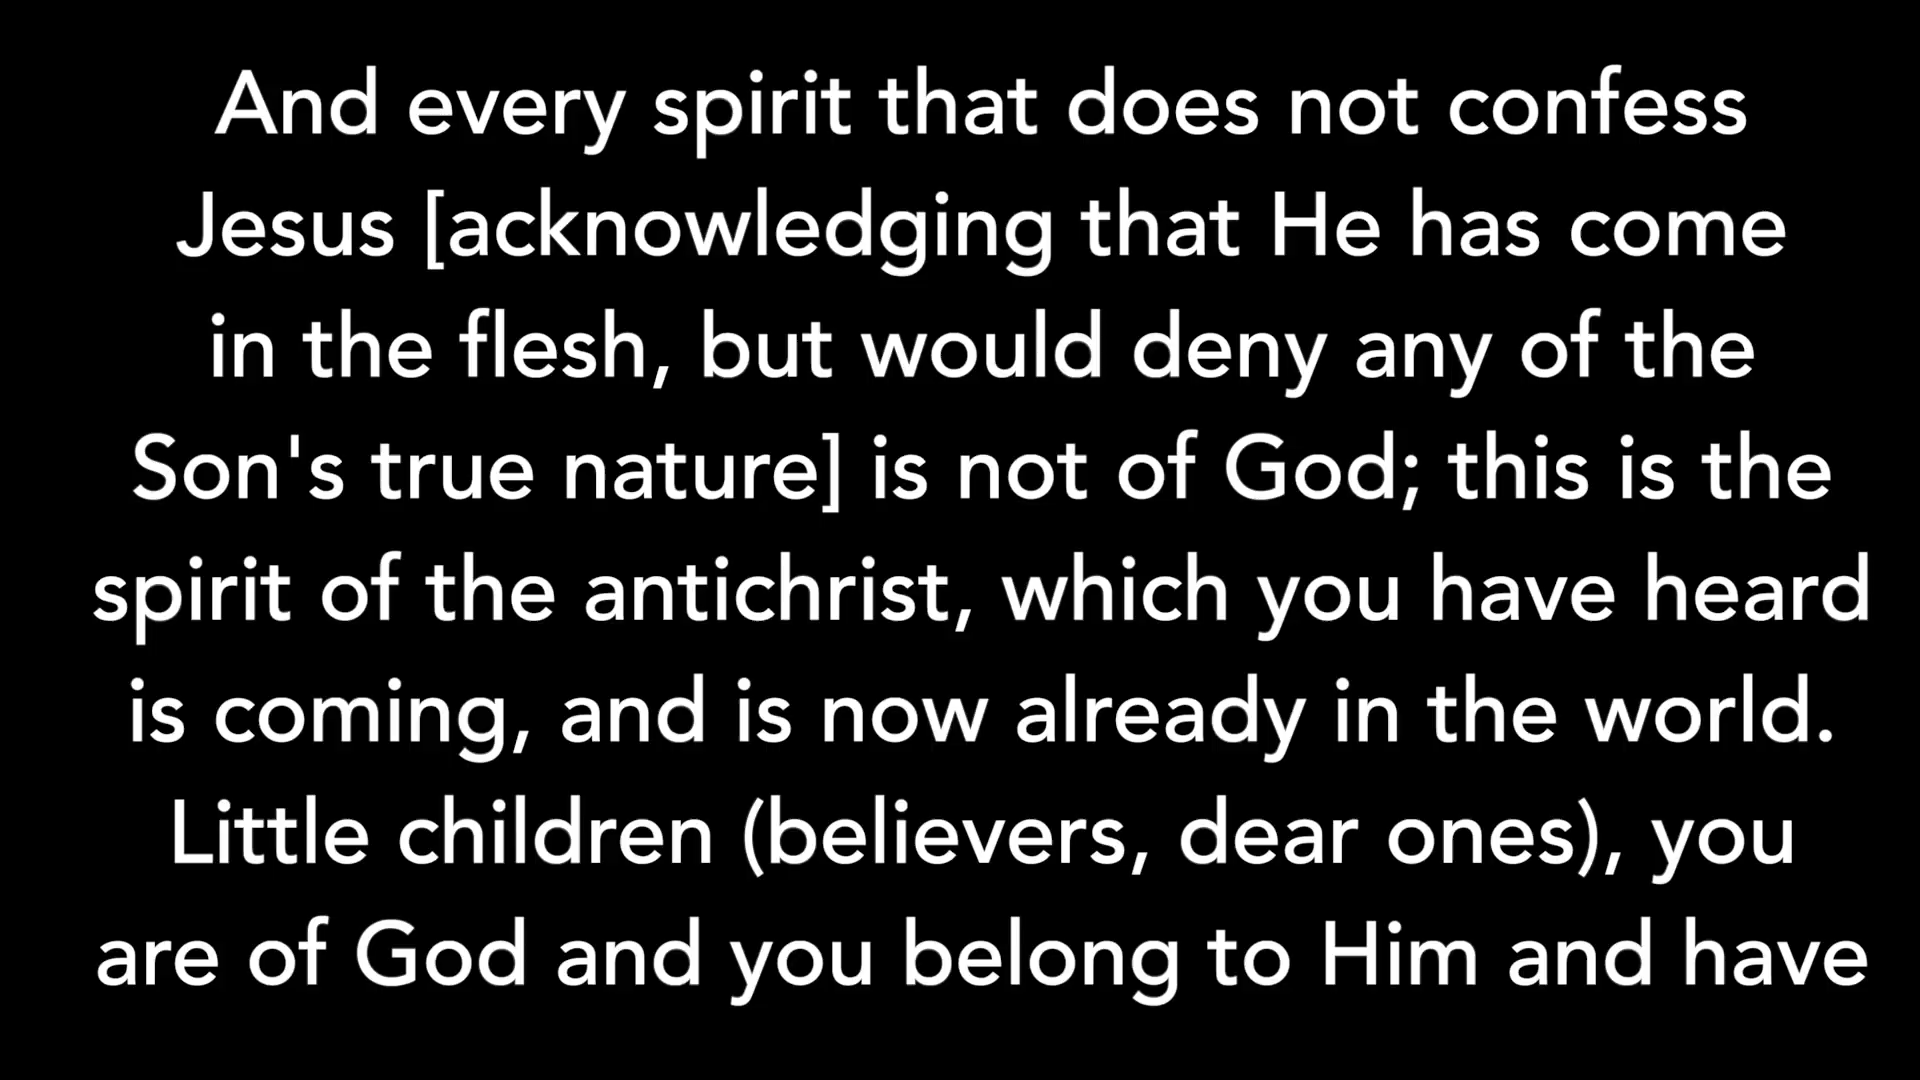 And every spirit that does not confess
Jesus [acknowledging that He has come
in the flesh, but would deny any of the
Son's true nature] is not of God; this is the
spirit of the antichrist, which you have heard
is coming, and is now already in the world.
Little children (believers, dear ones), you
are of God and you belong to Him and have